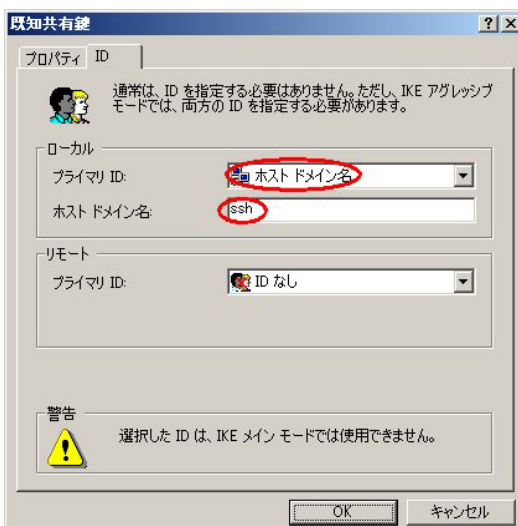 既知共有鍵
プロパティ ID
通常は、ID を指定する必要はありません。ただし、IKE アグレッシブ
モードでは、両方の ID を指定する必要があります。
ローカル
プライマリ ID:
ホスト ドメイン名
ホスト ドメイン名:
ssh
リモート
プライマリ ID:
ID なし
警告
選択した ID は、IKE メイン モードでは使用できません。
OK キャンセル